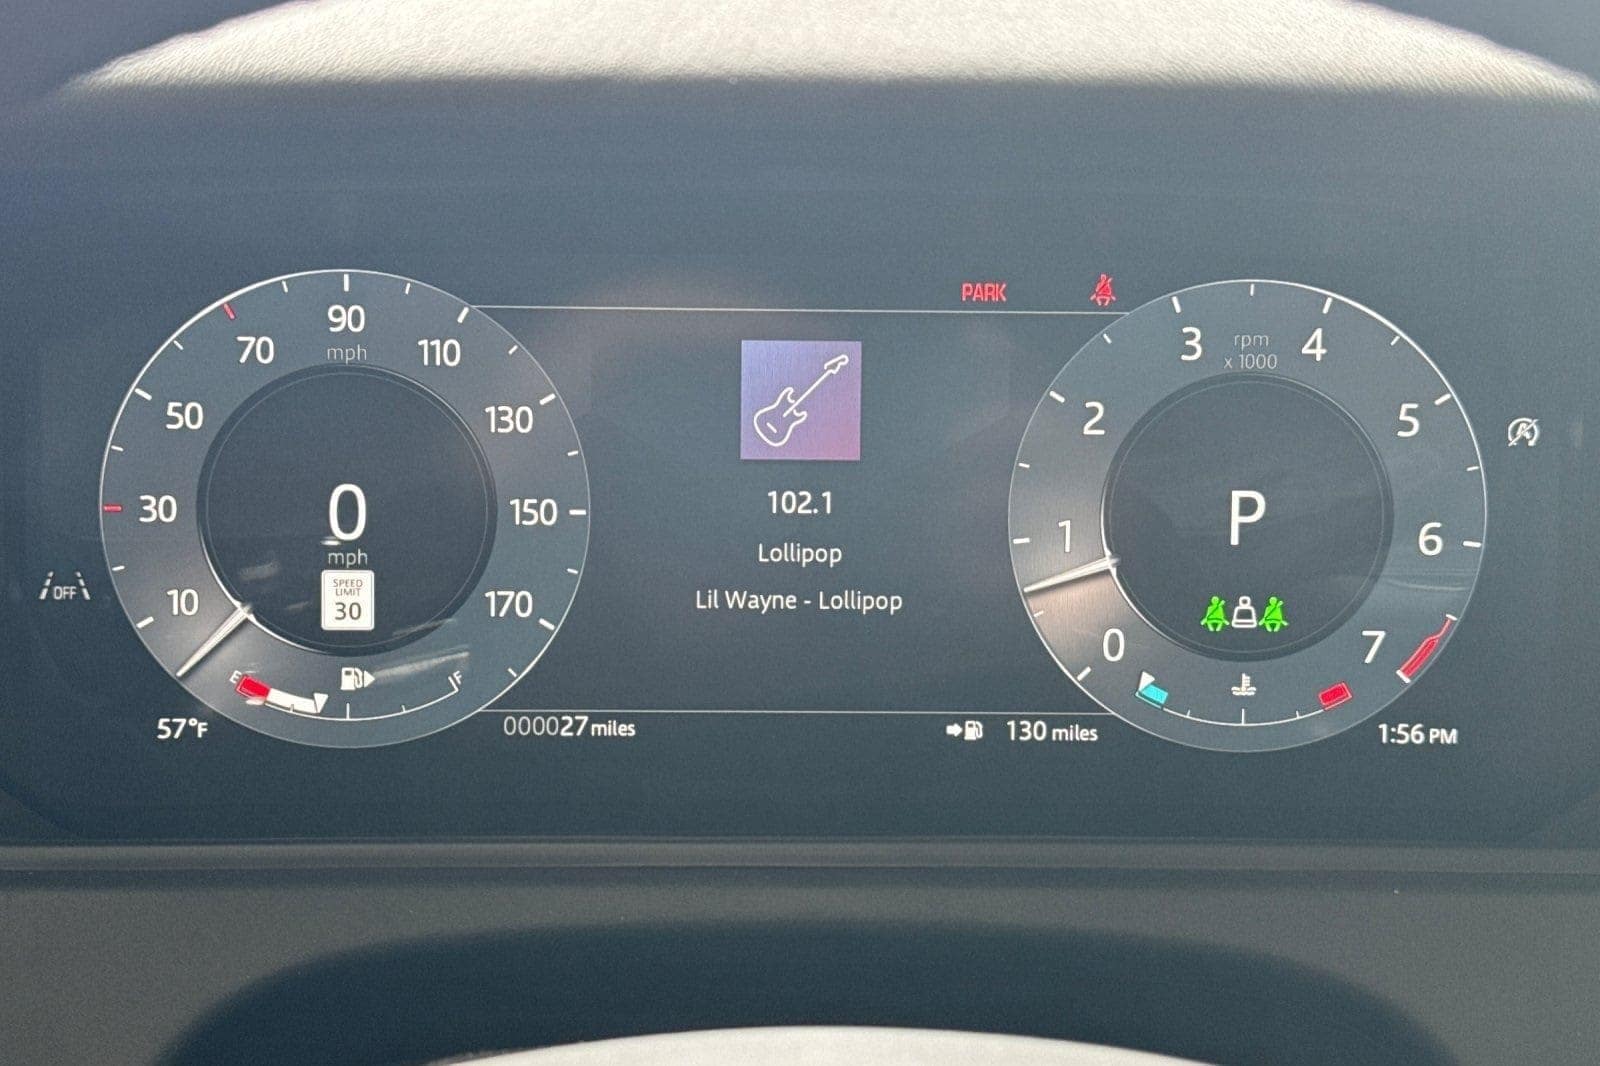 PARK
90
mph
70
110
50
130
30
150
10
170
0
mph
SPEED
LIMIT
30
E
F
OFF
57°F
000027 miles
102.1
Lollipop
Lil Wayne - Lollipop
130 miles
rpm
x 1000
3
4
2
5
1
6
0
7
P
A
1:56 PM